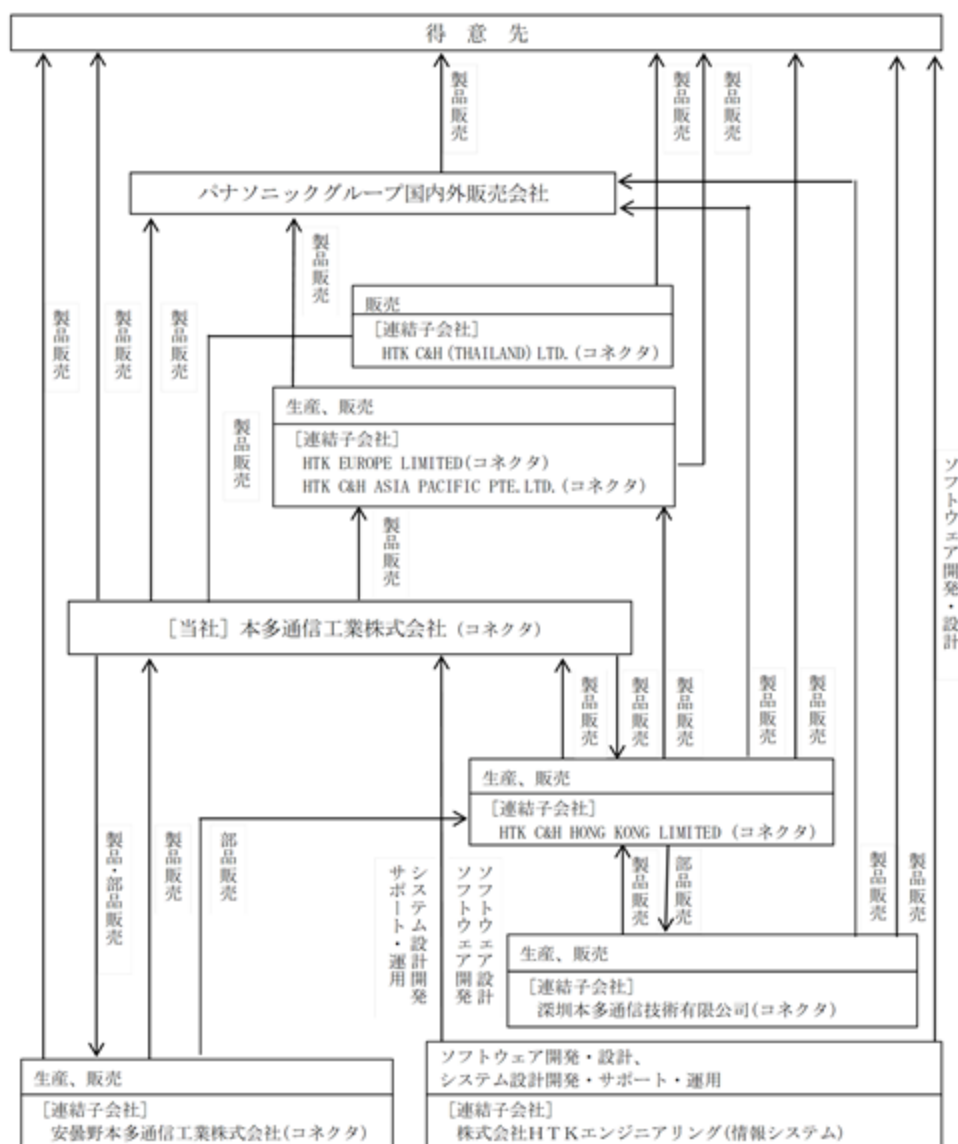 得 意 先
製品販売
製品販売
製品販売
パナソニックグループ国内外販売会社
製品販売
販売
［連結子会社］
HTK C&H (THAILAND) LTD. (コネクタ)
製品販売
製品販売
製品販売
生産、販売
［連結子会社］
HTK EUROPE LIMITED(コネクタ)
HTK C&H ASIA PACIFIC PTE.LTD. (コネクタ)
製品販売
ソフトウェア開発・設計
製品販売
［当社］本多通信工業株式会社 (コネクタ)
製品販売
製品販売
製品販売
製品販売
製品販売
生産、販売
［連結子会社］
HTK C&H HONG KONG LIMITED (コネクタ)
製品・部品販売
製品販売
部品販売
システム設計開発
サポート・運用
ソフトウェア設計
ソフトウェア開発
製品販売
部品販売
製品販売
製品販売
生産、販売
［連結子会社］
深圳本多通信技術有限公司(コネクタ)
生産、販売
［連結子会社］
安曇野本多通信工業株式会社(コネクタ)
ソフトウェア開発・設計、
システム設計開発・サポート・運用
［連結子会社］
株式会社ＨＴＫエンジニアリング(情報システム)